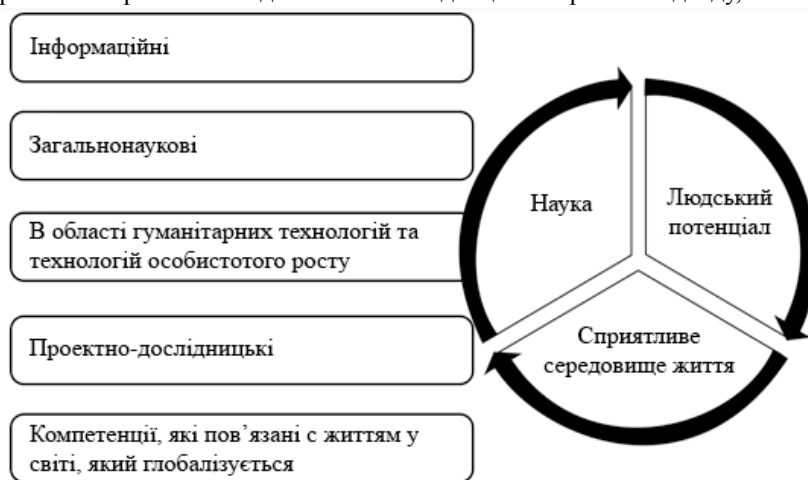 Інформаційні
Загальнонаукові
В області гуманітарних технологій та
технологій особистотого росту
Проектно-дослідницькі
Компетенції, які пов’язані с життям у
світі, який глобалізується
Наука
Людський
потенціал
Сприятливе
середовище життя